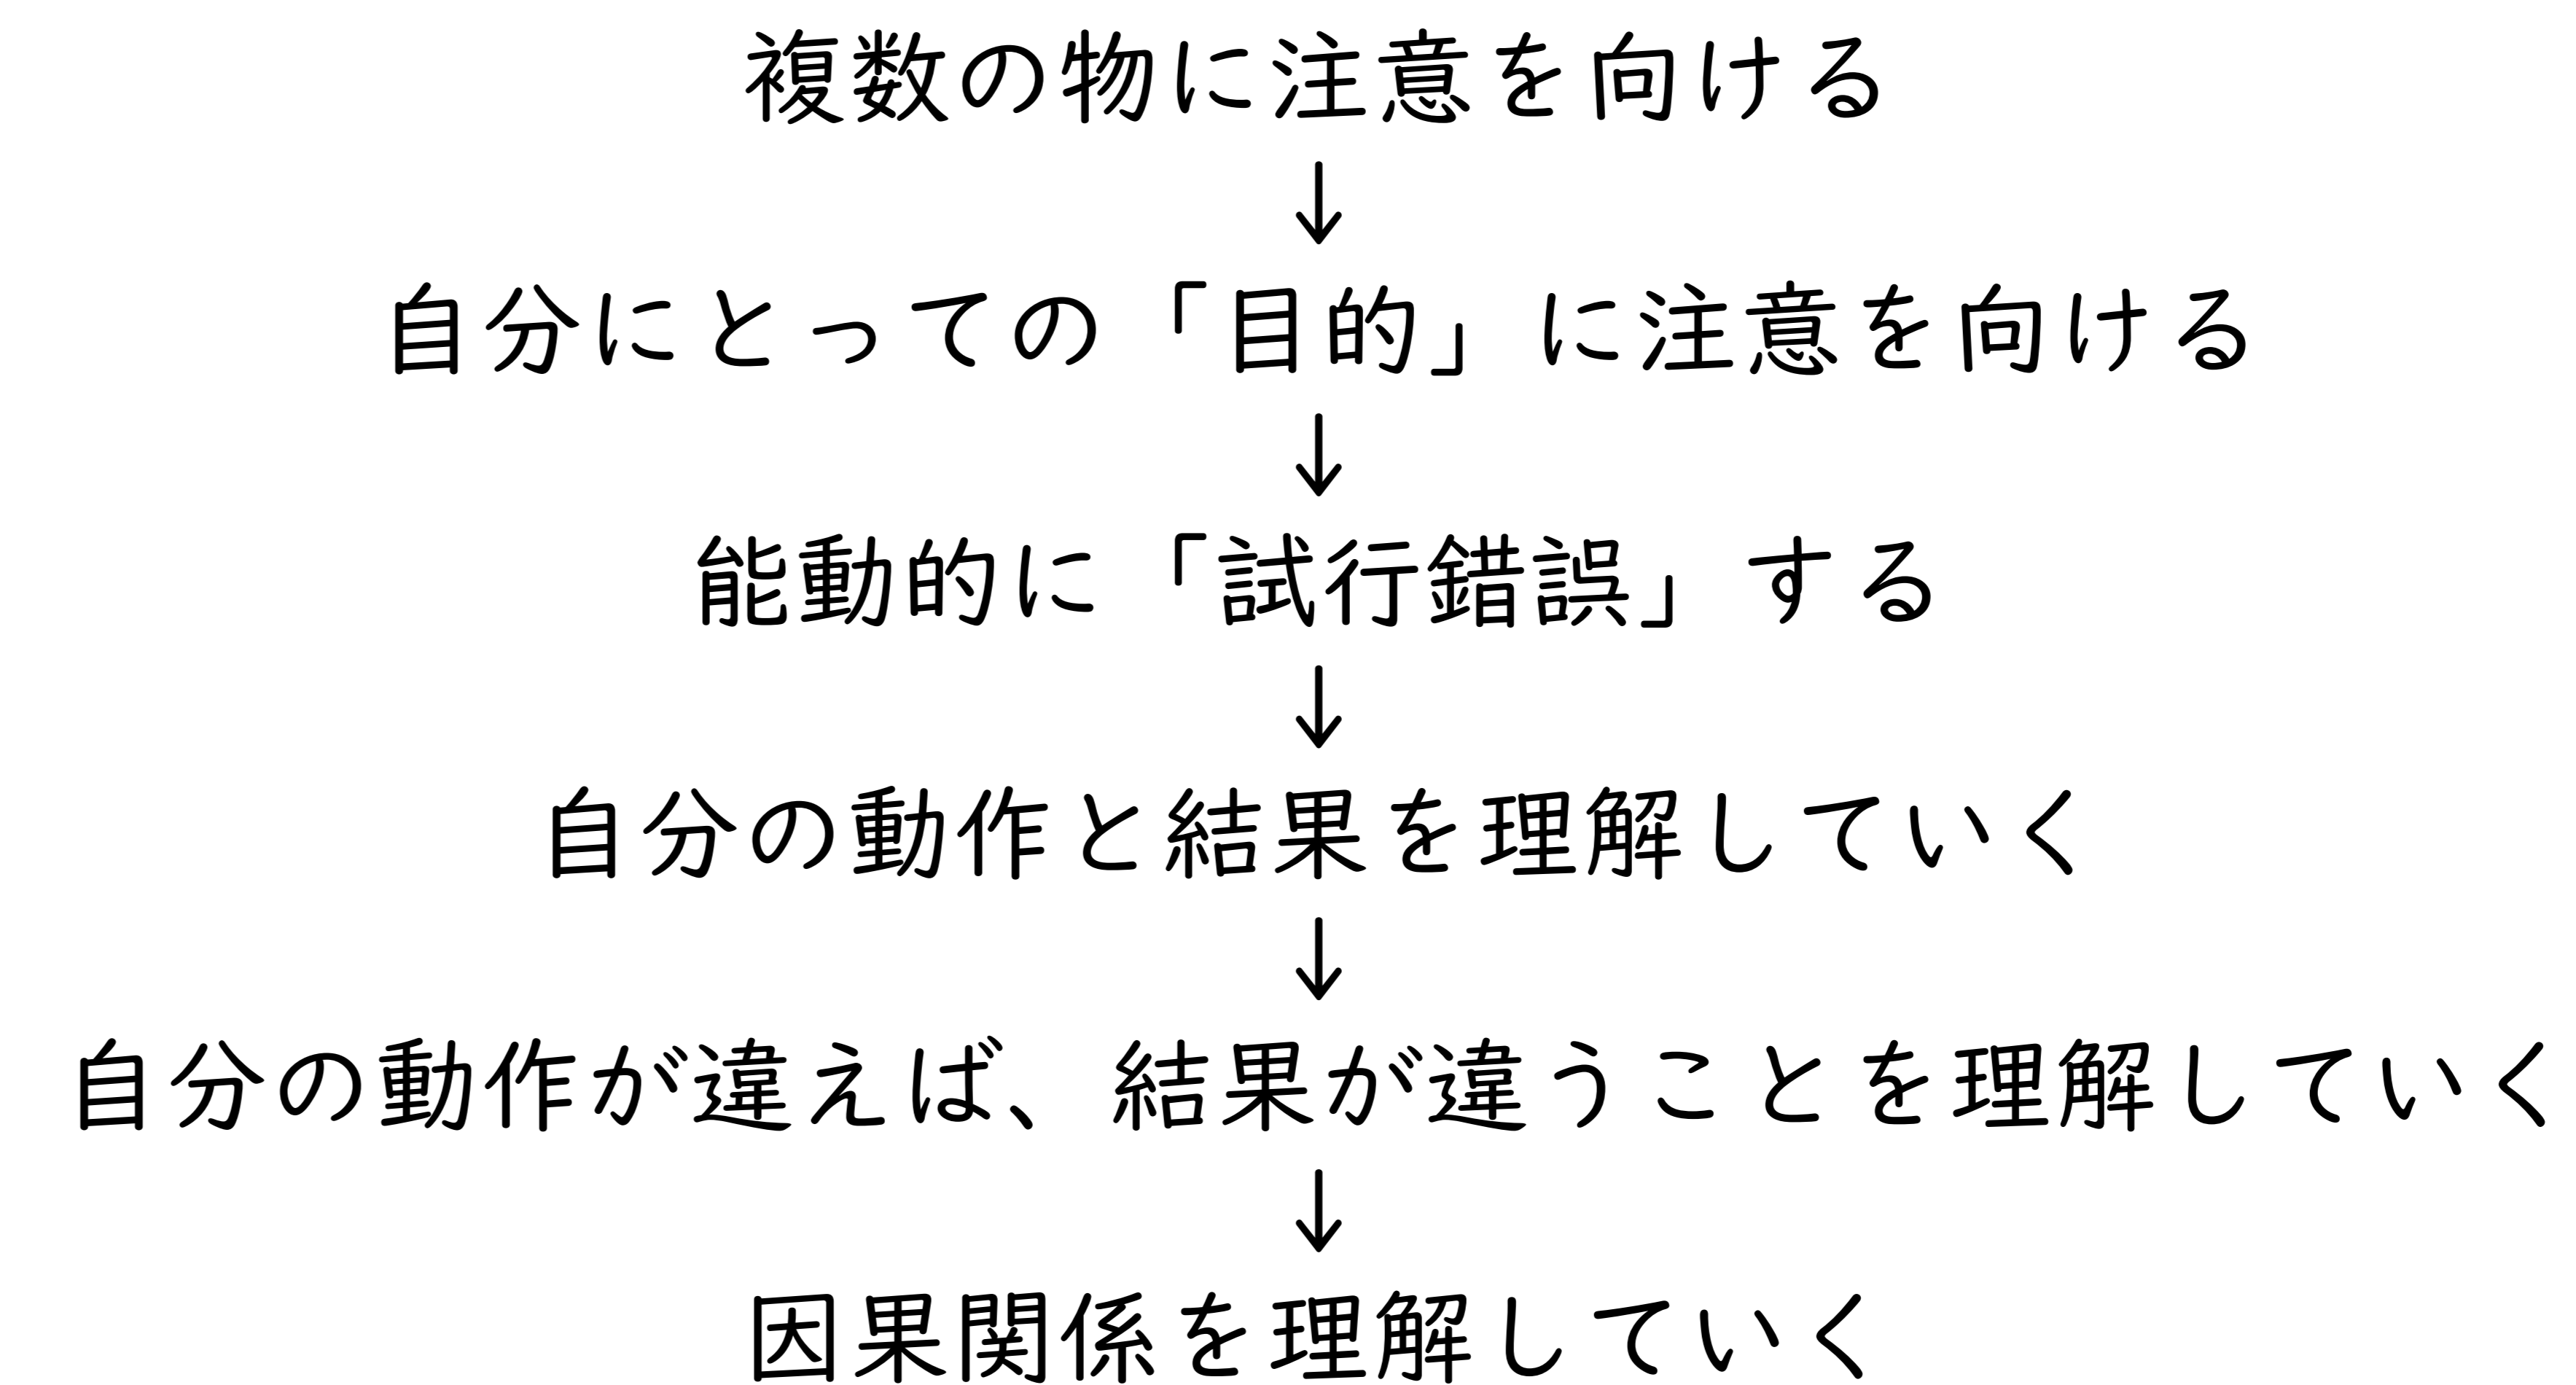 複数の物に注意を向ける
↓
自分にとっての「目的」に注意を向ける
↓
能動的に「試行錯誤」する
↓
自分の動作と結果を理解していく
↓
自分の動作が違えば、結果が違うことを理解していく
↓
因果関係を理解していく